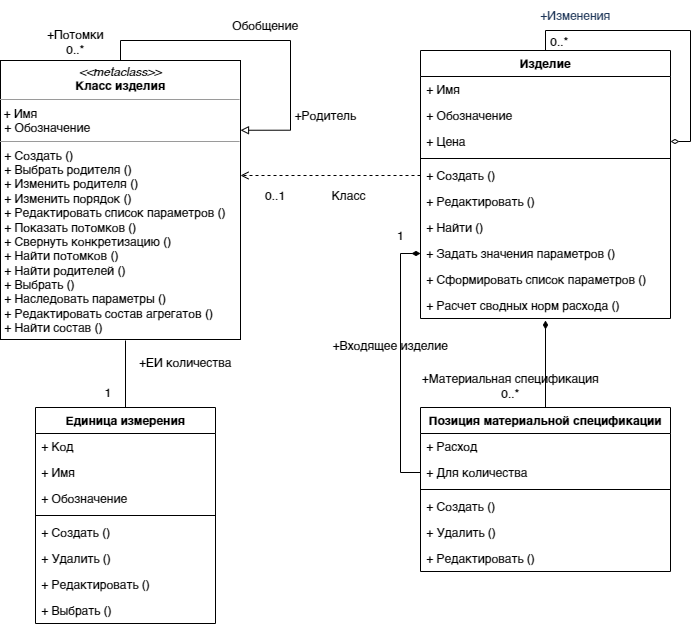 +Изменения
0..*
Обобщение
+Потомки
0..*
+Родитель
<<metaclass>>
Класс изделия
+ Имя
+ Обозначение
+ Создать ()
+ Выбрать родителя ()
+ Изменить родителя ()
+ Изменить порядок ()
+ Редактировать список параметров ()
+ Показать потомков ()
+ Свернуть конкретизацию ()
+ Найти потомков ()
+ Найти родителей ()
+ Выбрать ()
+ Наследовать параметры ()
+ Редактировать состав агрегатов ()
+ Найти состав ()
0..1
Класс
Изделие
+ Имя
+ Обозначение
+ Цена
+ Создать ()
+ Редактировать ()
+ Найти ()
+ Задать значения параметров ()
+ Сформировать список параметров ()
+ Расчет сводных норм расхода ()
1
+Входящее изделие
+ЕИ количества
1
+Материальная спецификация
0..*
Единица измерения
+ Код
+ Имя
+ Обозначение
+ Создать ()
+ Удалить ()
+ Редактировать ()
+ Выбрать ()
Позиция материальной спецификации
+ Расход
+ Для количества
+ Создать ()
+ Удалить ()
+ Редактировать ()